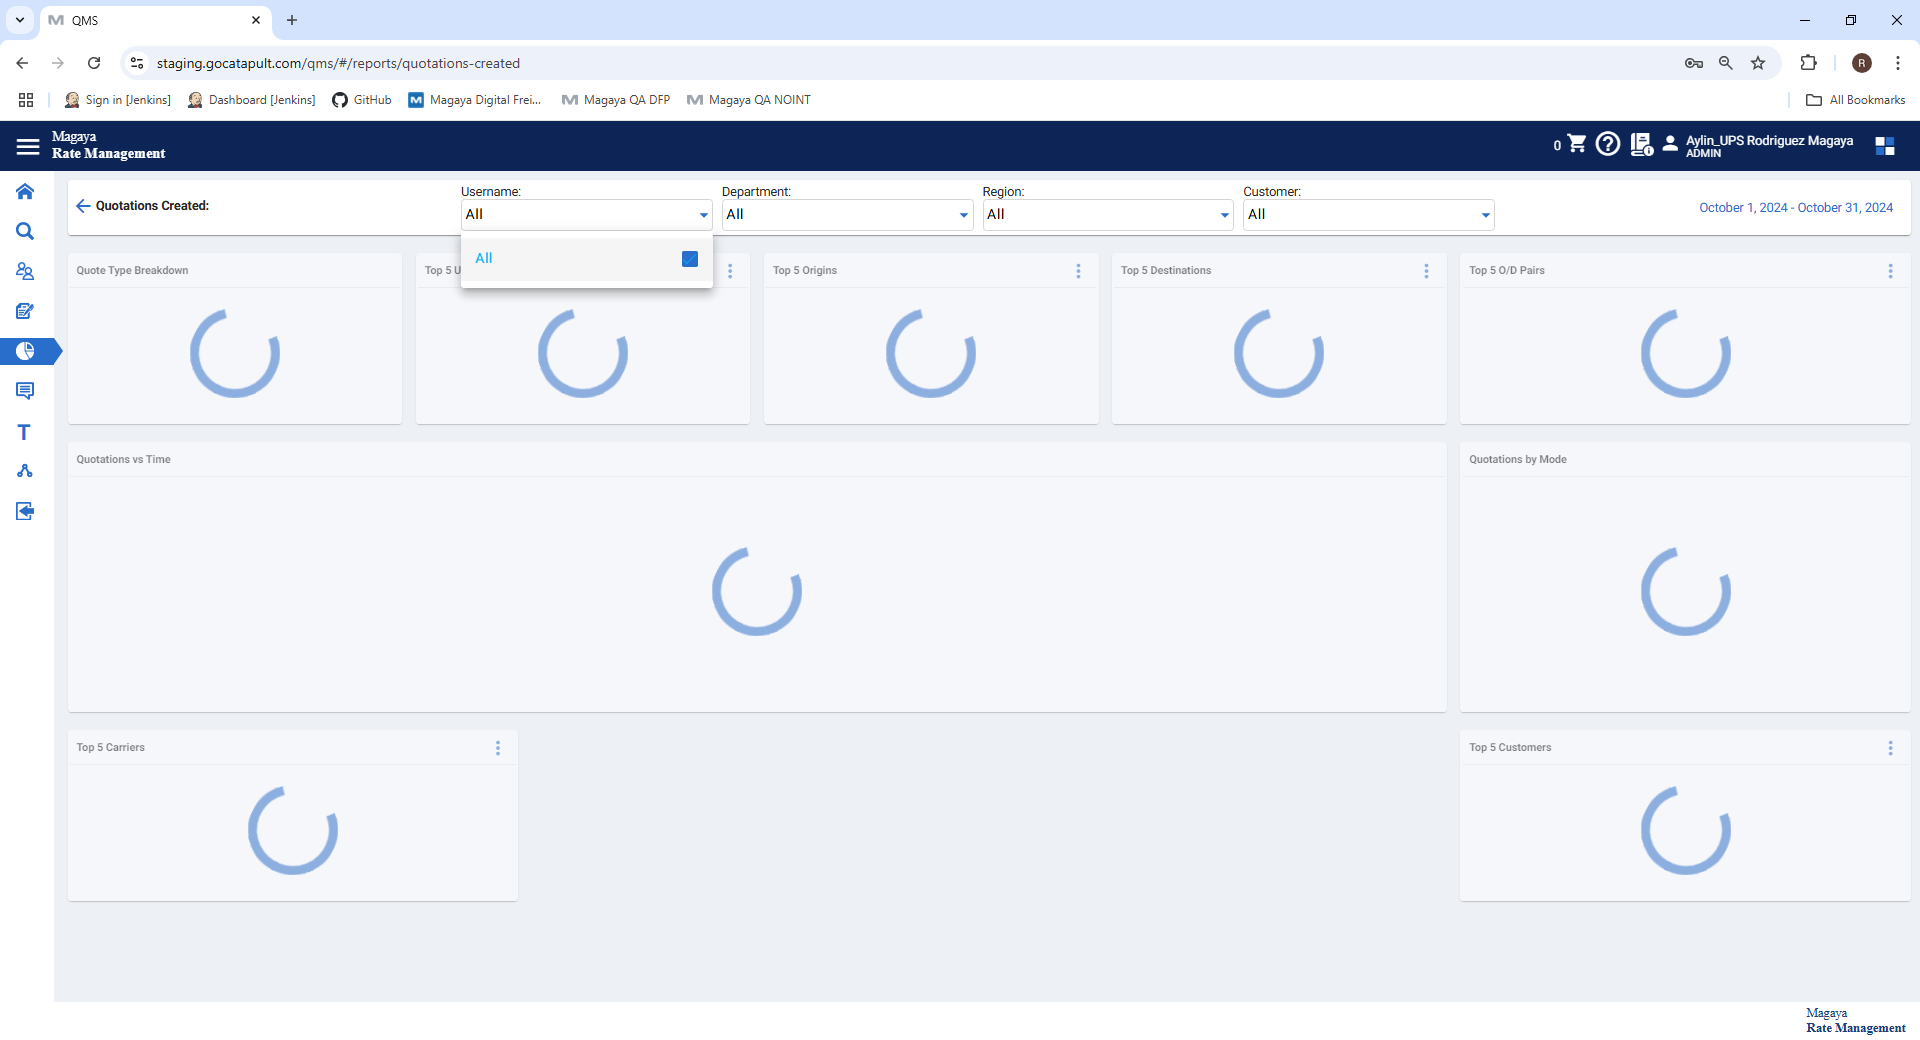 QMS
staging.gocatapult.com/qms/#/reports/quotations-created
R
Sign in [Jenkins]
Dashboard [Jenkins]
GitHub
M
Magaya Digital Frei...
Magaya QA DFP
Magaya QA NOINT
All Bookmarks
Magaya
Rate Management
0
Aylin_UPS Rodriguez Magaya
ADMIN
Quotations Created:
Username:
All
Department:
All
Region:
All
Customer:
All
October 1, 2024 - October 31, 2024
All
Quote Type Breakdown
Top 5 U
Top 5 Origins
Top 5 Destinations
Top 5 O/D Pairs
T
Quotations vs Time
Quotations by Mode
Top 5 Carriers
Top 5 Customers
Magaya
Rate Management